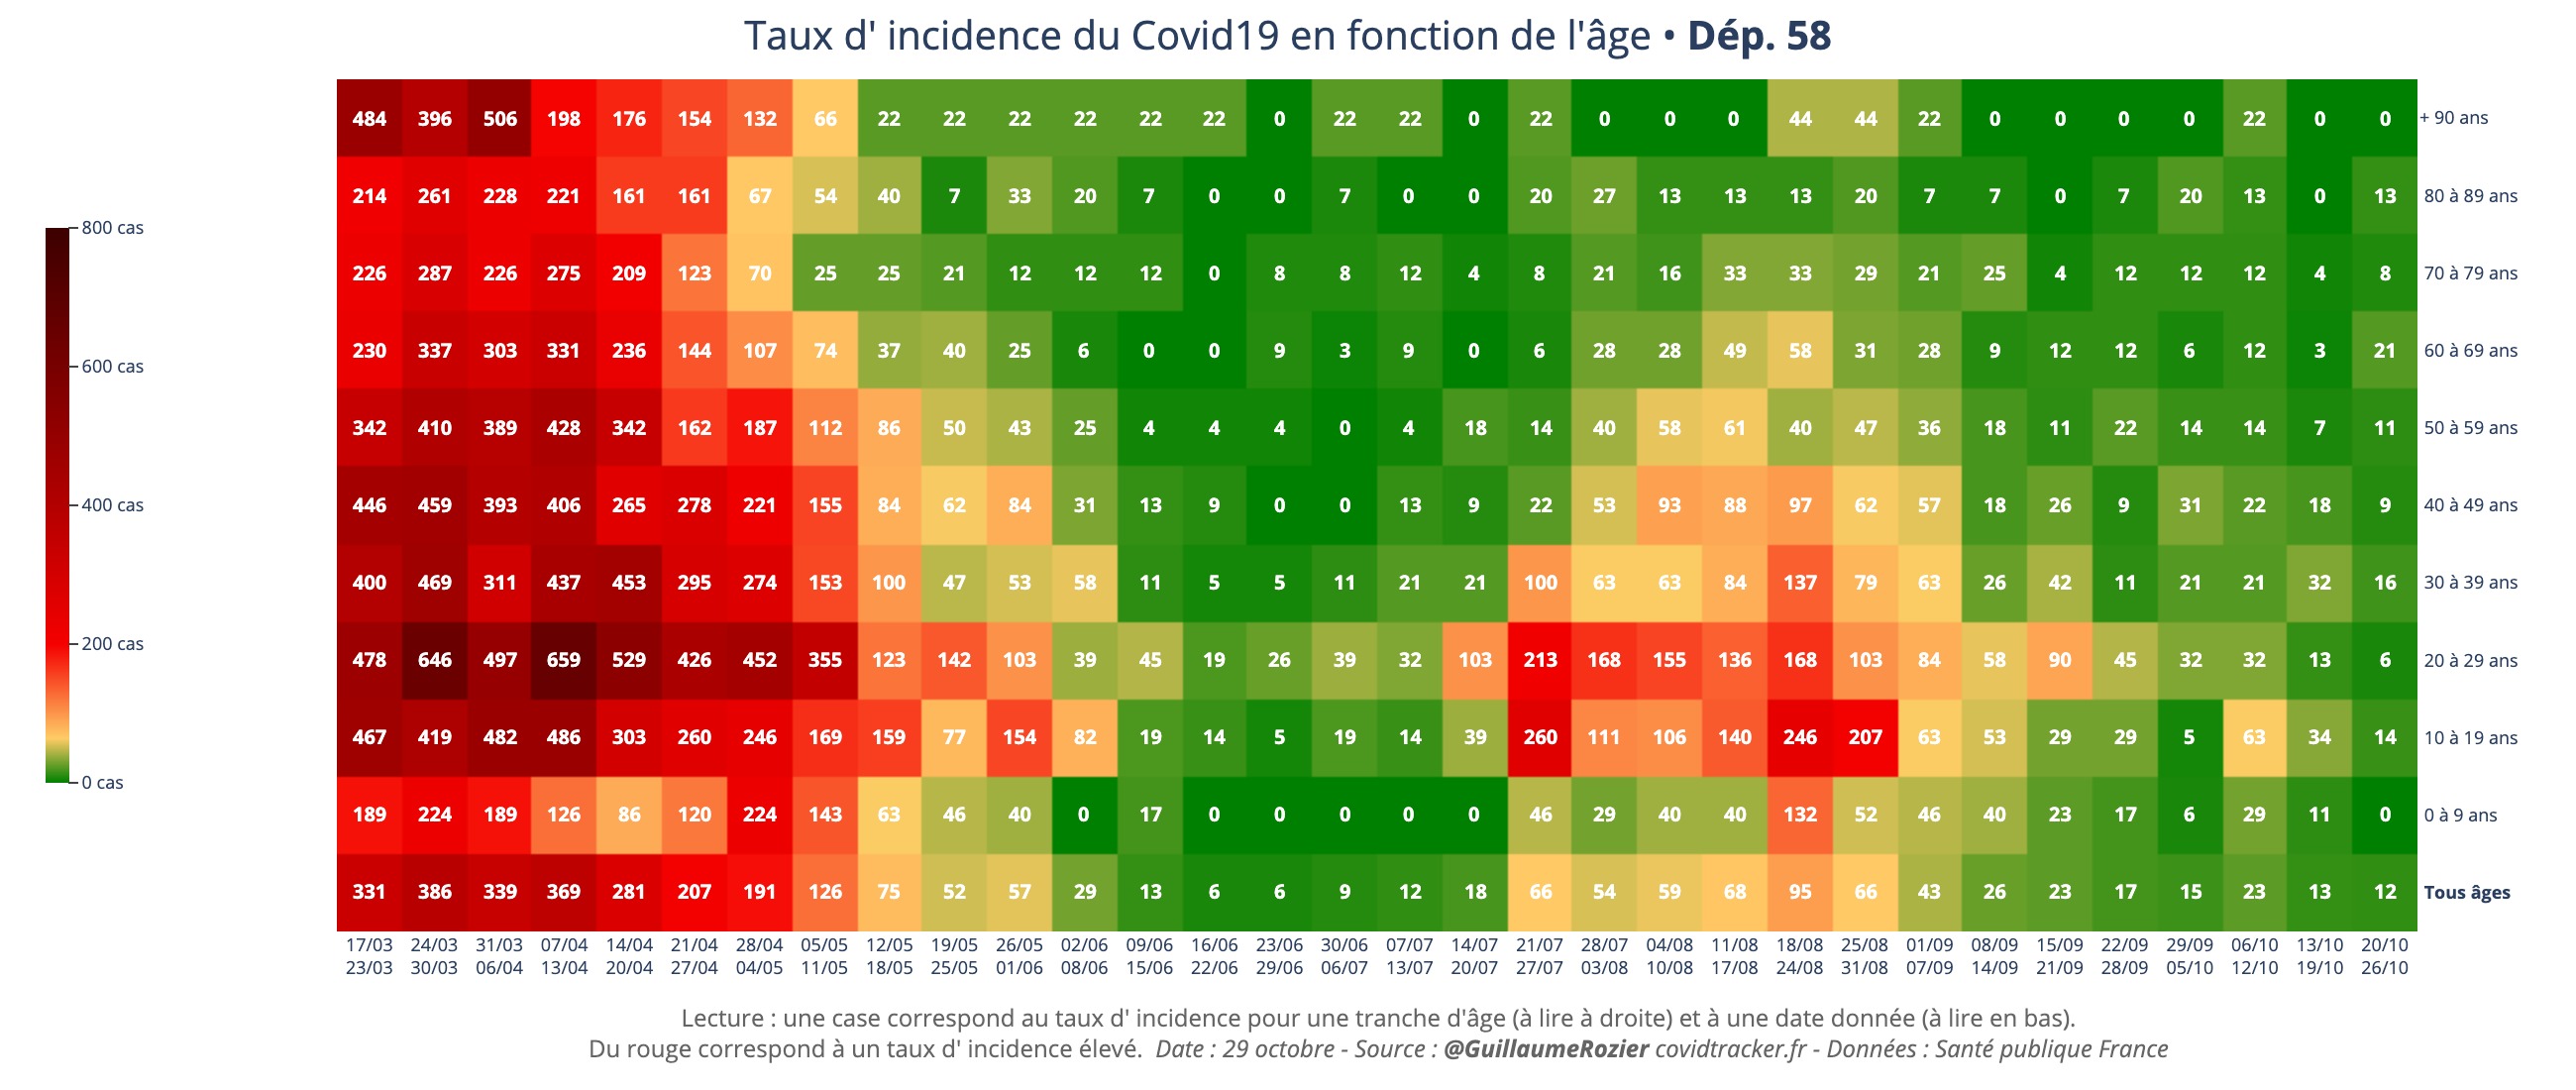 Taux d' incidence du Covid19 en fonction de l'âge • Dép. 58
800 cas
600 cas
400 cas
200 cas
0 cas
484 396 506 198 176 154 132 66 22 22 22 22 22 22 0 22 22 0 22 0 0 0 44 44 22 0 0 0 0 22 0 0 + 90 ans
214 261 228 221 161 161 67 54 40 7 33 20 7 0 0 7 0 0 20 27 13 13 13 20 7 7 0 7 20 13 0 13 80 à 89 ans
226 287 226 275 209 123 70 25 25 21 12 12 12 0 8 8 12 4 8 21 16 33 33 29 21 25 4 12 12 12 4 8 70 à 79 ans
230 337 303 331 236 144 107 74 37 40 25 6 0 0 9 3 9 0 6 28 28 49 58 31 28 9 12 12 6 12 3 21 60 à 69 ans
342 410 389 428 342 162 187 112 86 50 43 25 4 4 4 0 4 18 14 40 58 61 40 47 36 18 11 22 14 14 7 11 50 à 59 ans
446 459 393 406 265 278 221 155 84 62 84 31 13 9 0 0 13 9 22 53 93 88 97 62 57 18 26 9 31 22 18 9 40 à 49 ans
400 469 311 437 453 295 274 153 100 47 53 58 11 5 5 11 21 21 100 63 63 84 137 79 63 26 42 11 21 21 32 16 30 à 39 ans
478 646 497 659 529 426 452 355 123 142 103 39 45 19 26 39 32 103 213 168 155 136 168 103 84 58 90 45 32 32 13 6 20 à 29 ans
467 419 482 486 303 260 246 169 159 77 154 82 19 14 5 19 14 39 260 111 106 140 246 207 63 53 29 29 5 63 34 14 10 à 19 ans
189 224 189 126 86 120 224 143 63 46 40 0 17 0 0 0 0 0 46 29 40 40 132 52 46 40 23 17 6 29 11 0 0 à 9 ans
331 386 339 369 281 207 191 126 75 52 57 29 13 6 6 9 12 18 66 54 59 68 95 66 43 26 23 17 15 23 13 12 Tous âges
17/03 24/03 31/03 07/04 14/04 21/04 28/04 05/05 12/05 19/05 26/05 02/06 09/06 16/06 23/06 30/06 07/07 14/07 21/07 28/07 04/08 11/08 18/08 25/08 01/09 08/09 15/09 22/09 29/09 06/10 13/10 20/10
23/03 30/03 06/04 13/04 20/04 27/04 04/05 11/05 18/05 25/05 01/06 08/06 15/06 22/06 29/06 06/07 13/07 20/07 27/07 03/08 10/08 17/08 24/08 31/08 07/09 14/09 21/09 28/09 05/10 12/10 19/10 26/10
Lecture : une case correspond au taux d' incidence pour une tranche d'âge (à lire à droite) et à une date donnée (à lire en bas).
Du rouge correspond à un taux d' incidence élevé. Date : 29 octobre - Source : @GuillaumeRozier covidtracker.fr - Données : Santé publique France